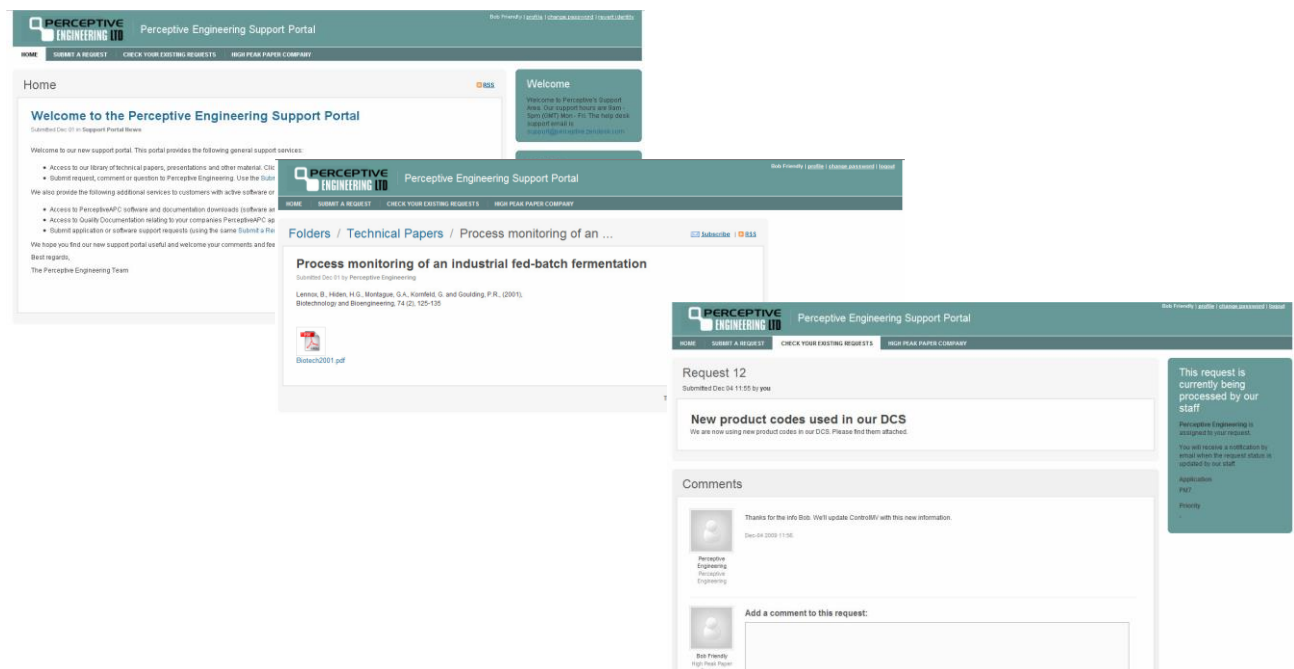 PERCEPTIVE
ENGINEERING LTD
Perceptive Engineering Support Portal
Bob Friendly | profile | change password | revert identity
HOME SUBMIT A REQUEST CHECK YOUR EXISTING REQUESTS HIGH PEAK PAPER COMPANY
Home
RSS
Welcome to the Perceptive Engineering Support Portal
Submitted Dec 01 in Support Portal News
Welcome to our new support portal. This portal provides the following general support services:
Access to our library of technical papers, presentations and other material. Clic
Submit request, comment or question to Perceptive Engineering. Use the Subm
We also provide the following additional services to customers with active software or
Access to PerceptiveAPC software and documentation downloads (software an
Access to Quality Documentation relating to your companies PerceptiveAPC ap
Submit application or software support requests (using the same Submit a Re
We hope you find our new support portal useful and welcome your comments and fee
Best regards,
The Perceptive Engineering Team
Welcome
Welcome to Perceptive's Support
Area. Our support hours are 9am -
5pm (GMT) Mon - Fri. The help desk
support email is
support@perceptive.zendesk.com
PERCEPTIVE
ENGINEERING LTD
Perceptive Engineering Support Portal
Bob Friendly | profile | change password | logout
HOME SUBMIT A REQUEST CHECK YOUR EXISTING REQUESTS HIGH PEAK PAPER COMPANY
Folders / Technical Papers / Process monitoring of an ...
Subscribe | RSS
Process monitoring of an industrial fed-batch fermentation
Submitted Dec 01 by Perceptive Engineering
Lennox, B., Hiden, H.G., Montague, G.A., Kornfeld, G. and Goulding, P.R., (2001),
Biotechnology and Bioengineering, 74 (2), 125-135
Biotech2001.pdf
1
PERCEPTIVE
ENGINEERING LTD
Perceptive Engineering Support Portal
Bob Friendly | profile | change password | logout
HOME SUBMIT A REQUEST CHECK YOUR EXISTING REQUESTS HIGH PEAK PAPER COMPANY
Request 12
Submitted Dec 04 11:55 by you
New product codes used in our DCS
We are now using new product codes in our DCS. Please find them attached.
Comments
Thanks for the info Bob. We'll update ControlMV with this new information.
Dec-04 2009 11:56
Perceptive
Engineering
Perceptive
Engineering
Add a comment to this request:
Bob Friendly
High Peak Paper
This request is
currently being
processed by our
staff
Perceptive Engineering is
assigned to your request.
You will receive a notification by
email when the request status is
updated by our staff.
Application
PM7
Priority
-